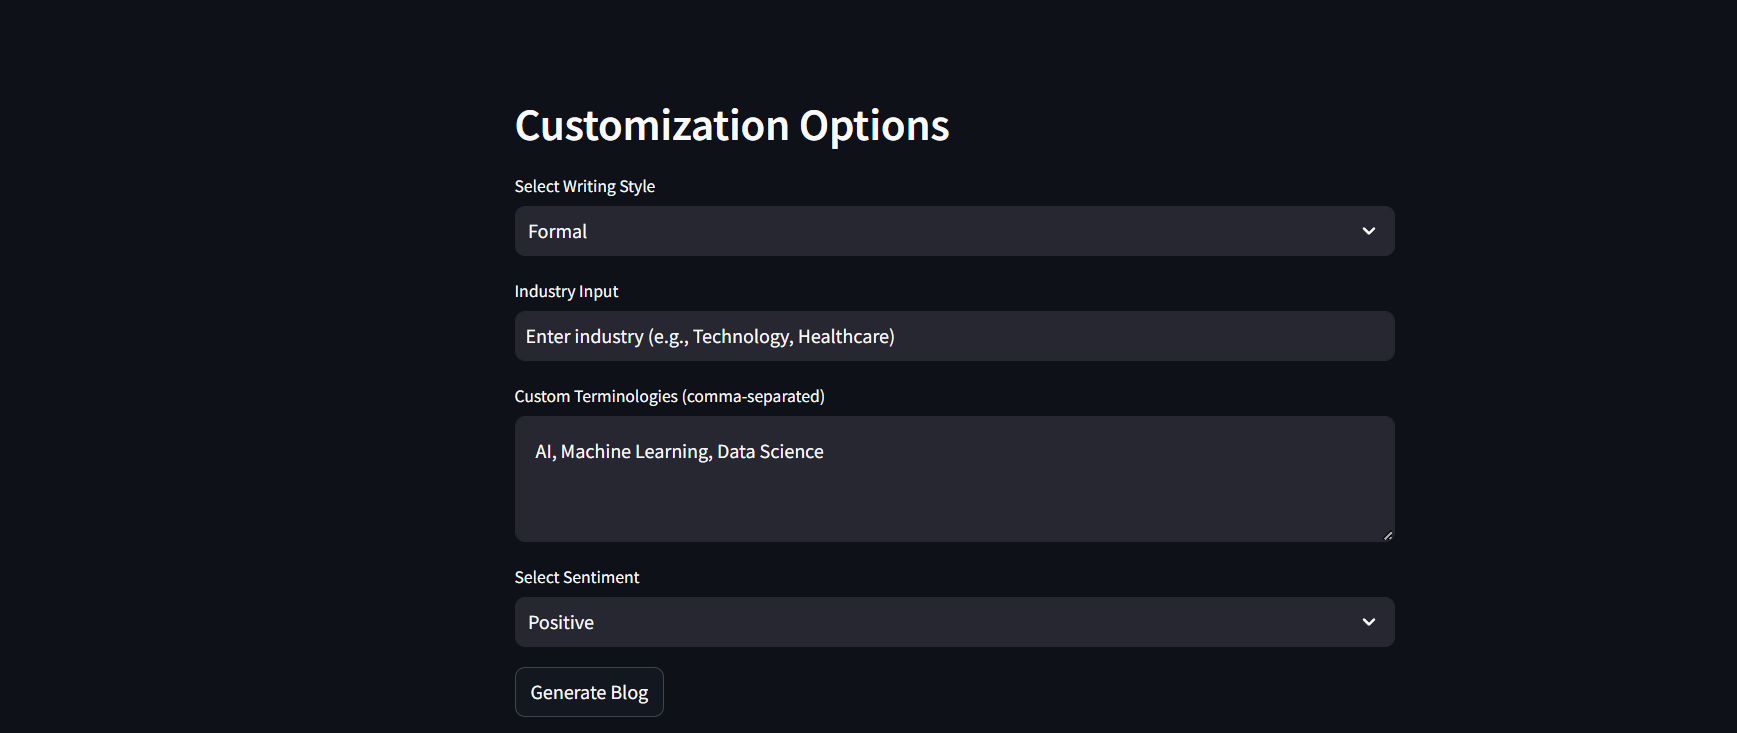 Customization Options
Select Writing Style
Formal
Industry Input
Enter industry (e.g., Technology, Healthcare)
Custom Terminologies (comma-separated)
AI, Machine Learning, Data Science
Select Sentiment
Positive
Generate Blog